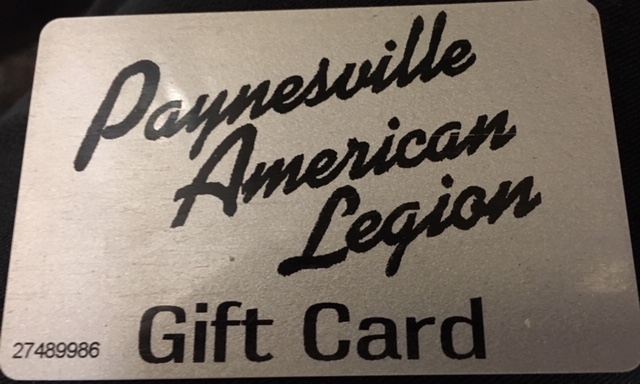 Paynesville
American
Legion
Gift Card
27489986